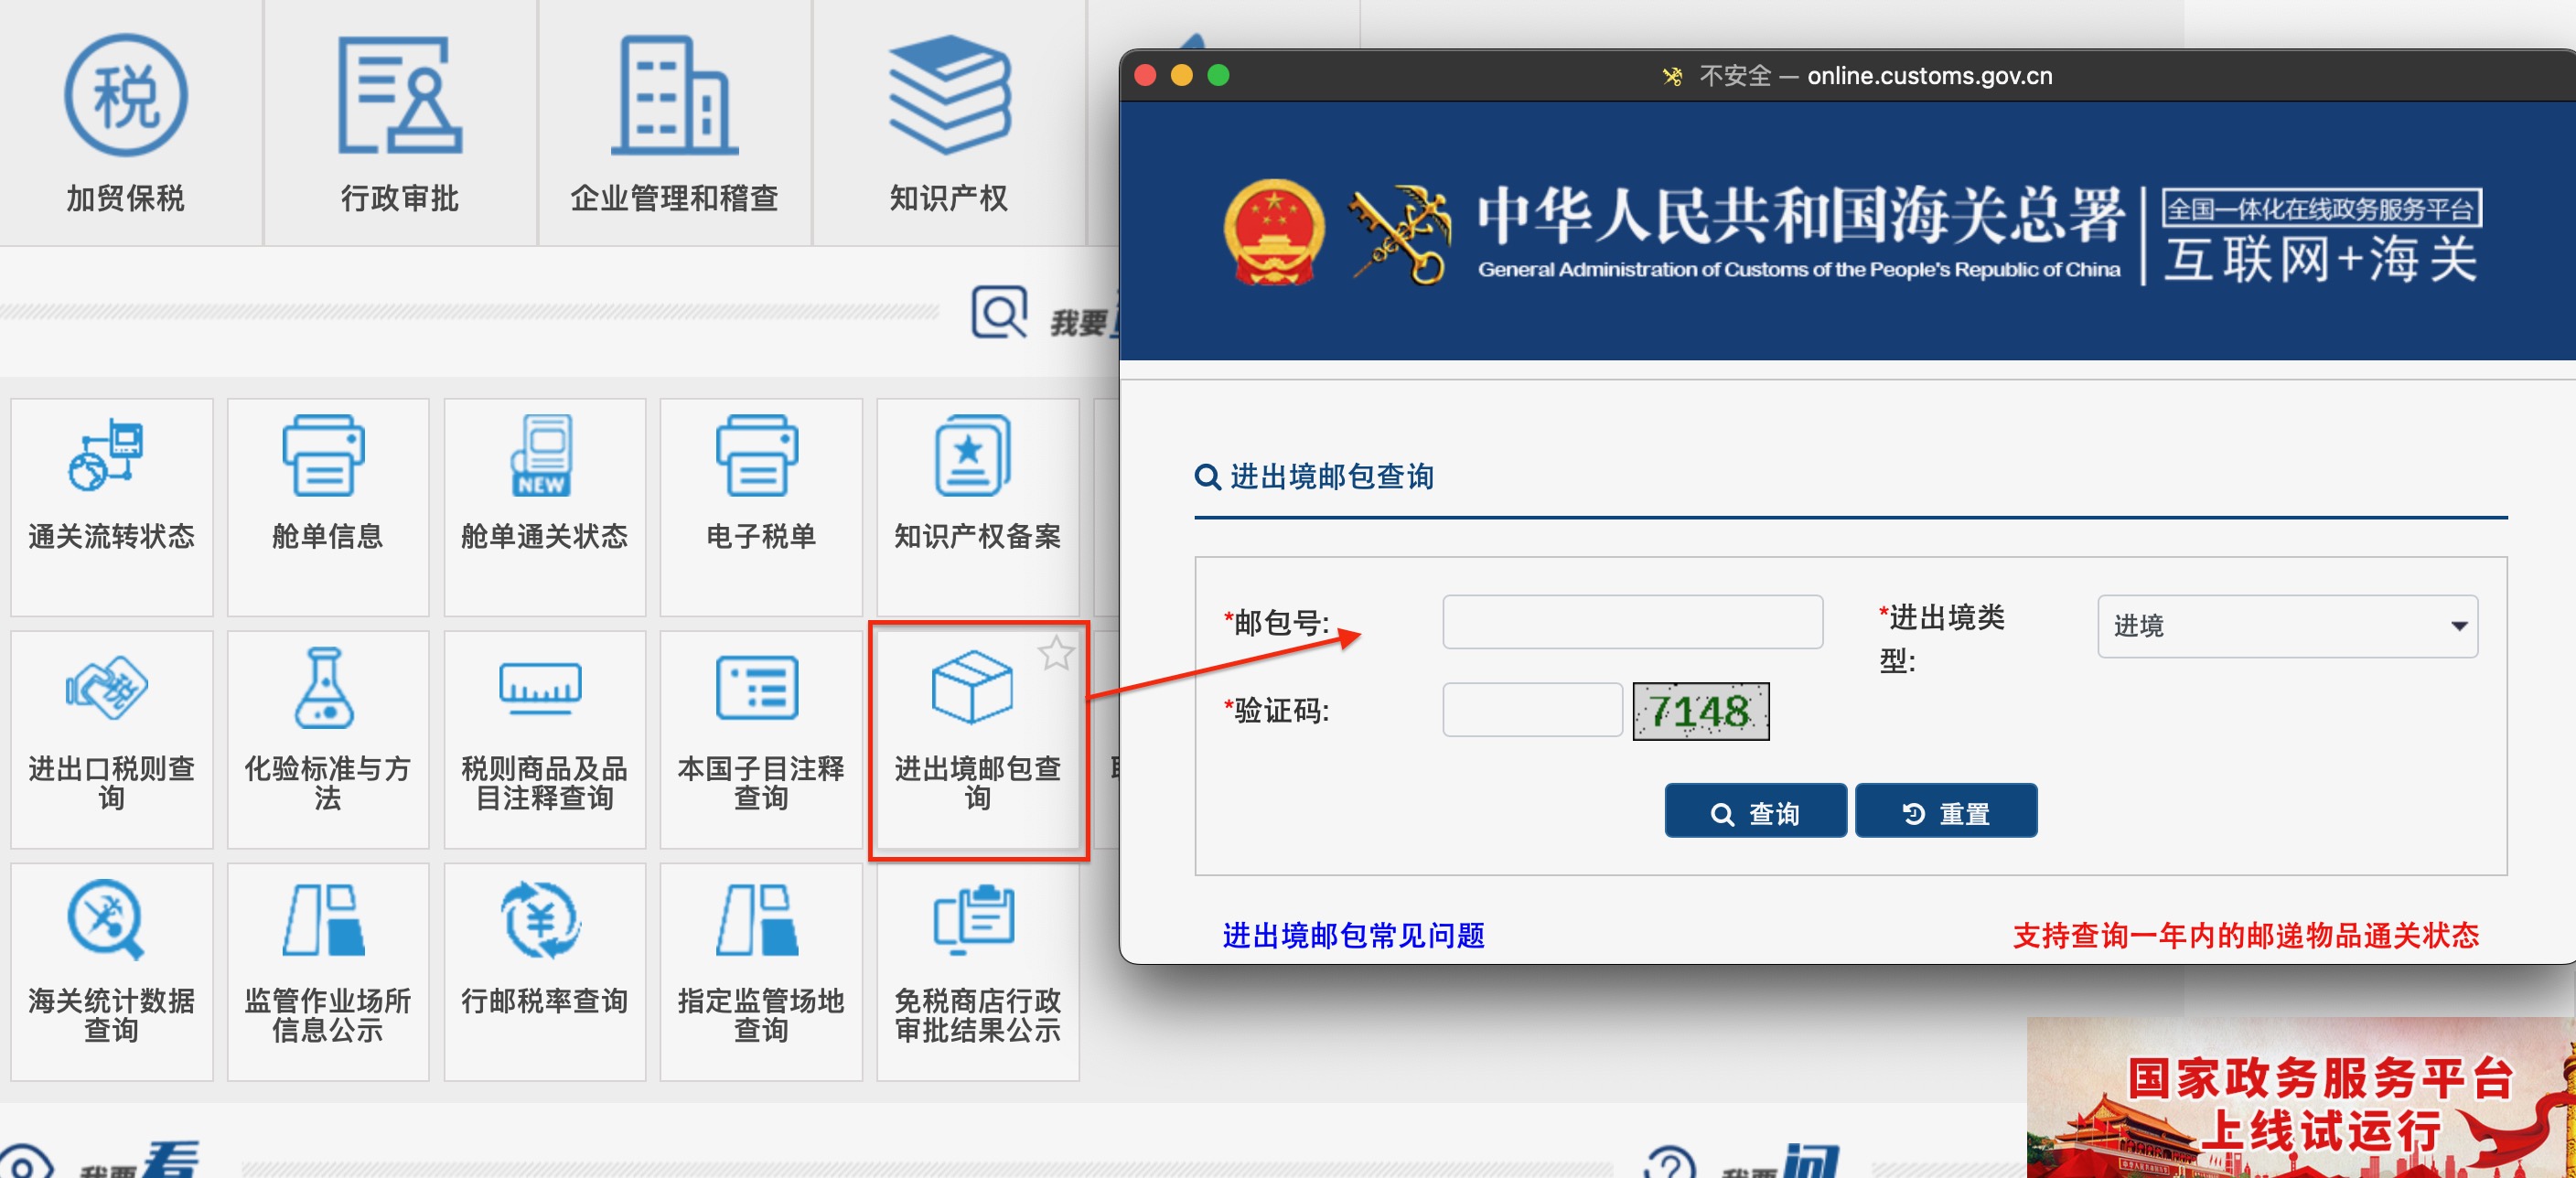 税
加贸保税
行政审批
企业管理和稽查
知识产权
我要
通关流转状态
舱单信息
NEW
舱单通关状态
电子税单
知识产权备案
税
进出口税则查
询
化验标准与方
法
税则商品及品
目注释查询
本国子目注释
查询
进出境邮包查
询
海关统计数据
查询
监管作业场所
信息公示
行邮税率查询
指定监管场地
查询
免税商店行政
审批结果公示
我要看
我要问
不安全 — online.customs.gov.cn
中华人民共和国海关总署
General Administration of Customs of the People's Republic of China
全国一体化在线政务服务平台
互联网+海关
进出境邮包查询
*邮包号:
*进出境类
型:
进境
*验证码:
7148
查询
重置
进出境邮包常见问题
支持查询一年内的邮递物品通关状态
国家政务服务平台
上线试运行